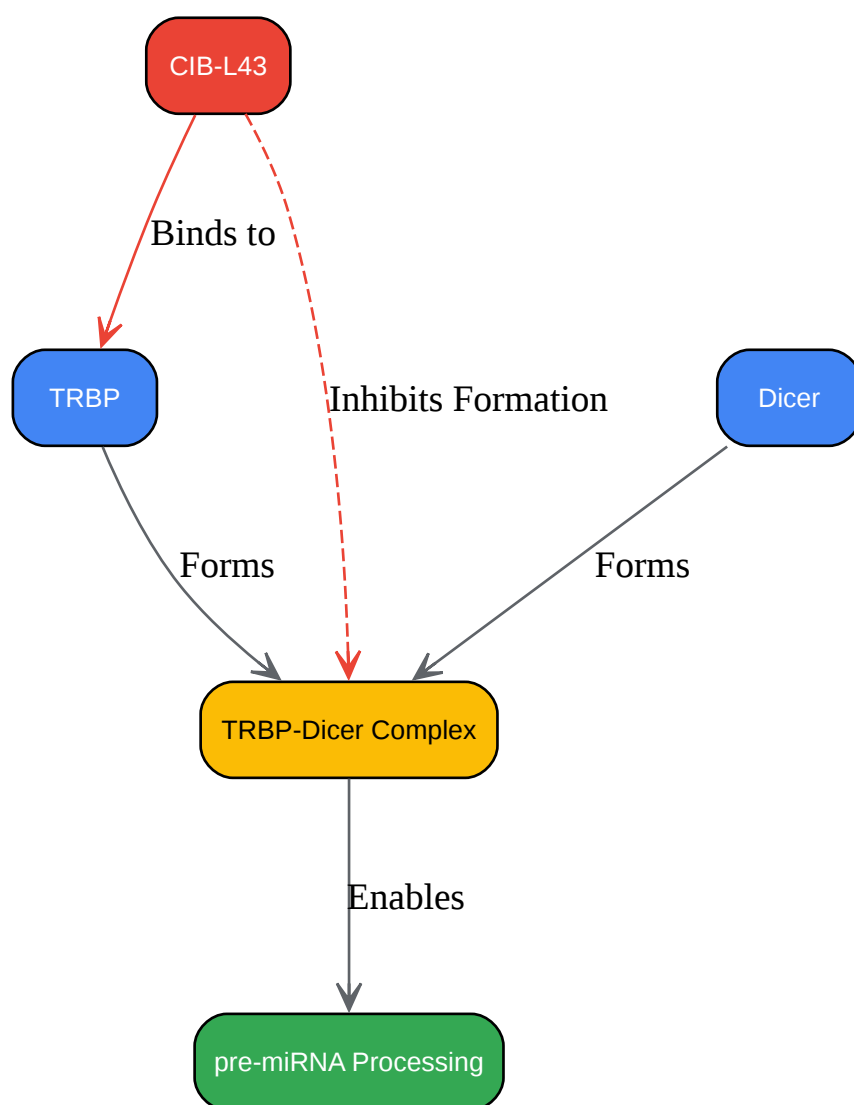 CIB-L43
Binds to
TRBP
Inhibits Formation
Dicer
Forms
Forms
TRBP-Dicer Complex
Enables
pre-miRNA Processing